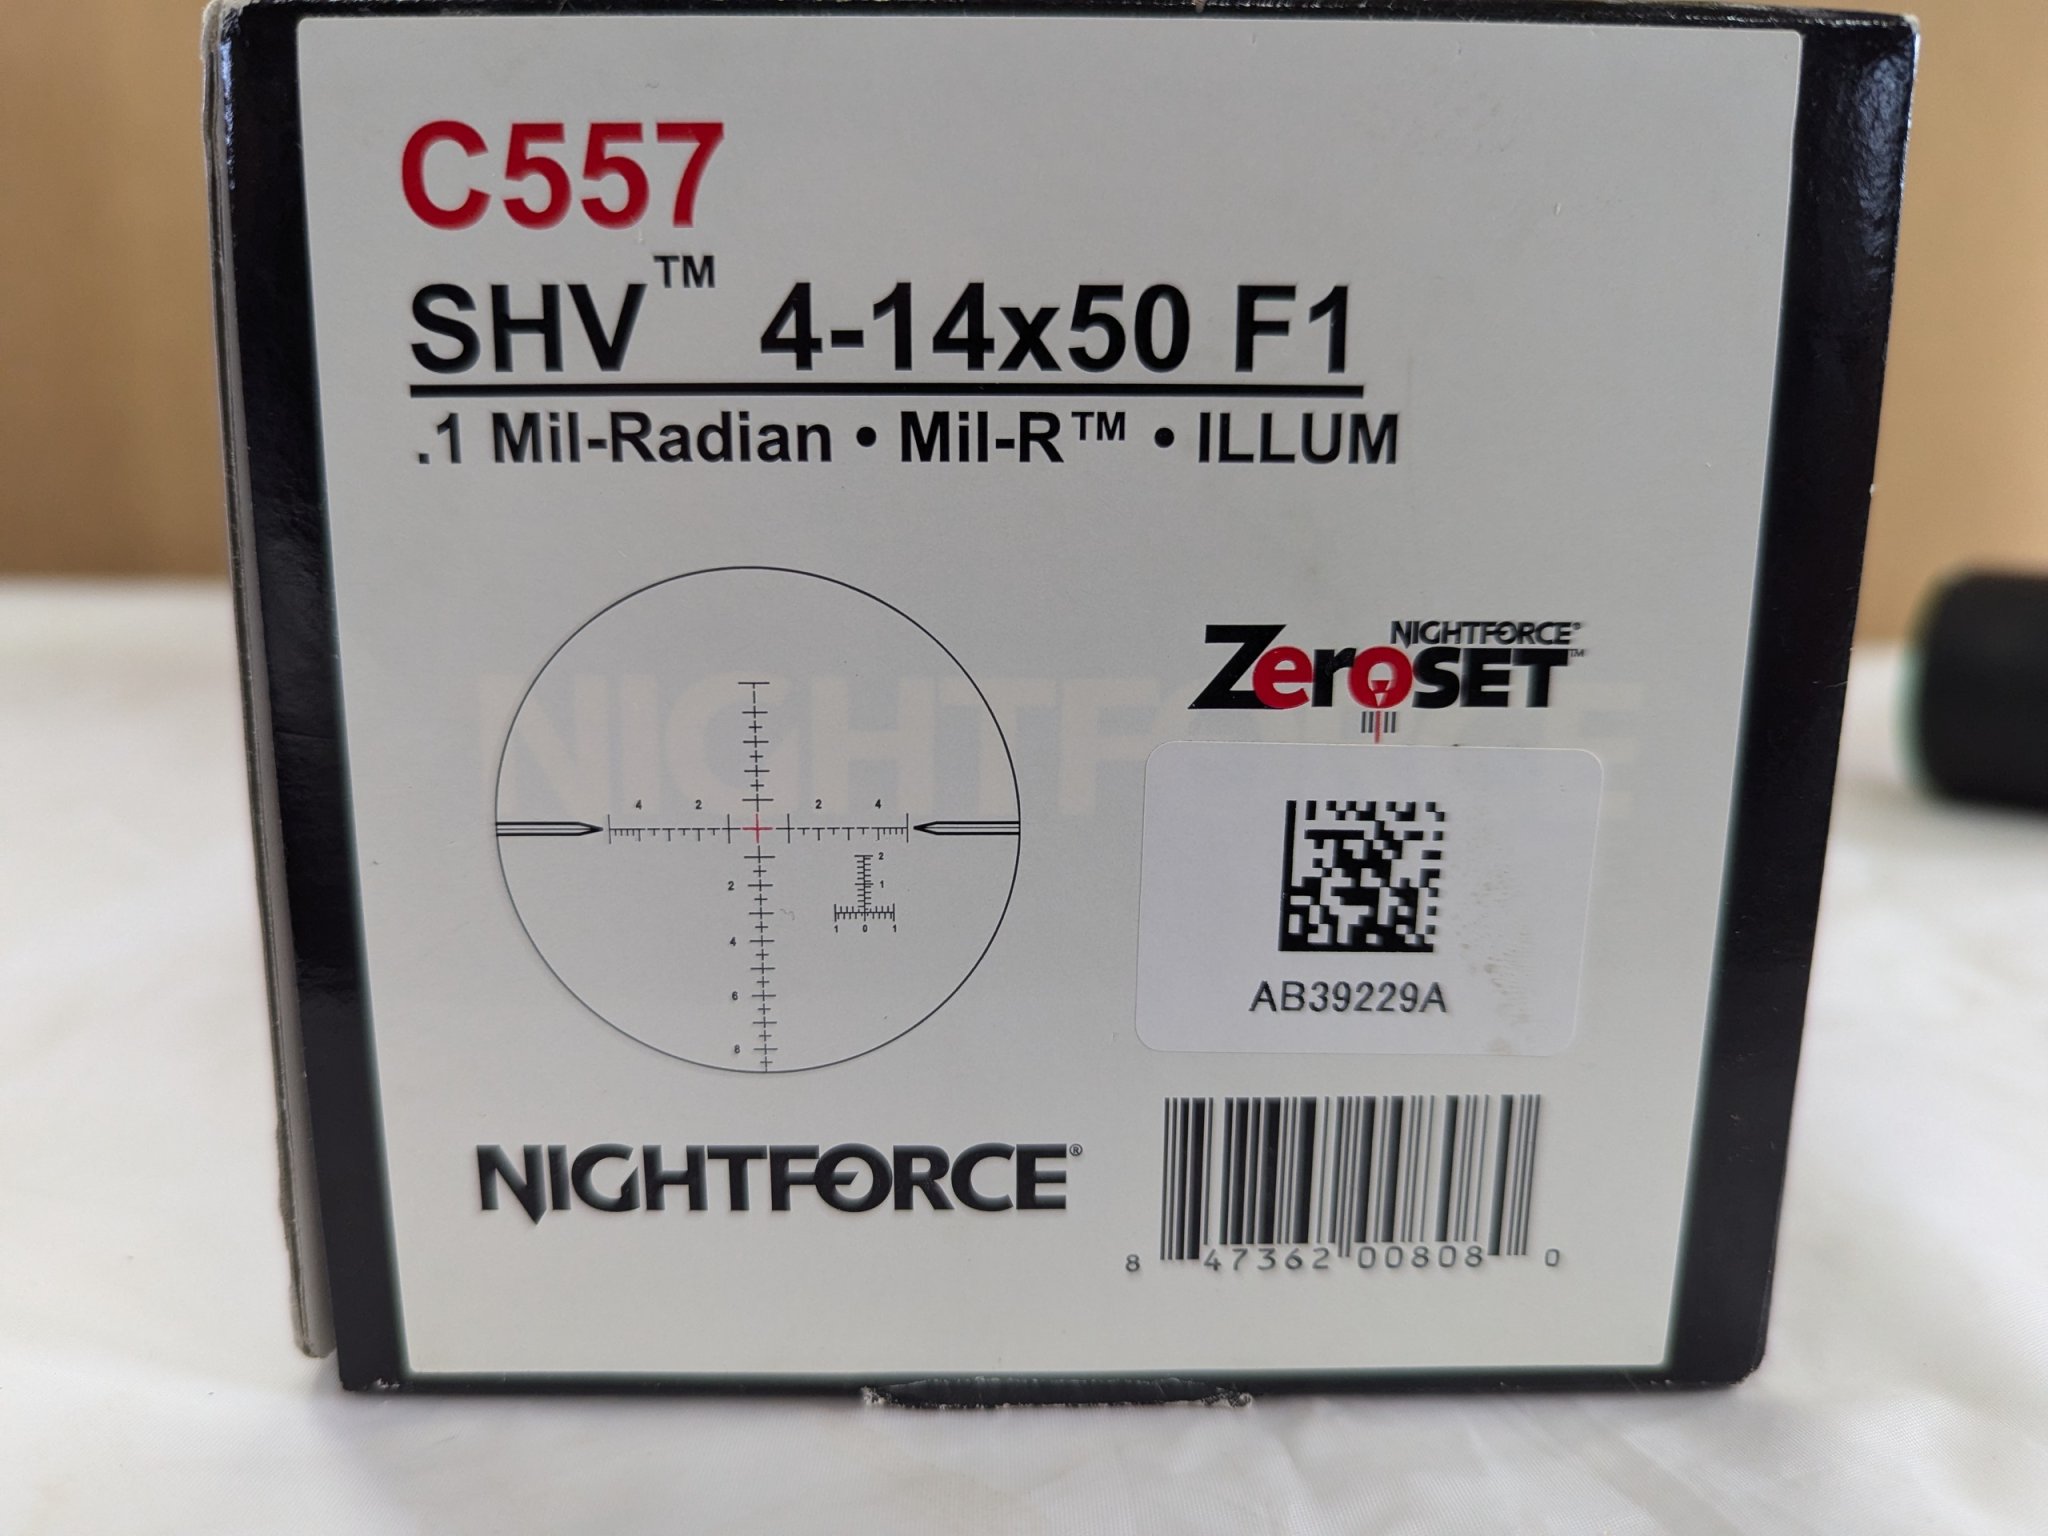 C557
SHV™ 4-14x50 F1
.1 Mil-Radian • Mil-R™ • ILLUM
NIGHTFORCE
4 2 2 4
2
4
6
8
2
1
1 0 1
NIGHTFORCE®
ZeroSET™
AB39229A
NIGHTFORCE®
8 47362 00808 0